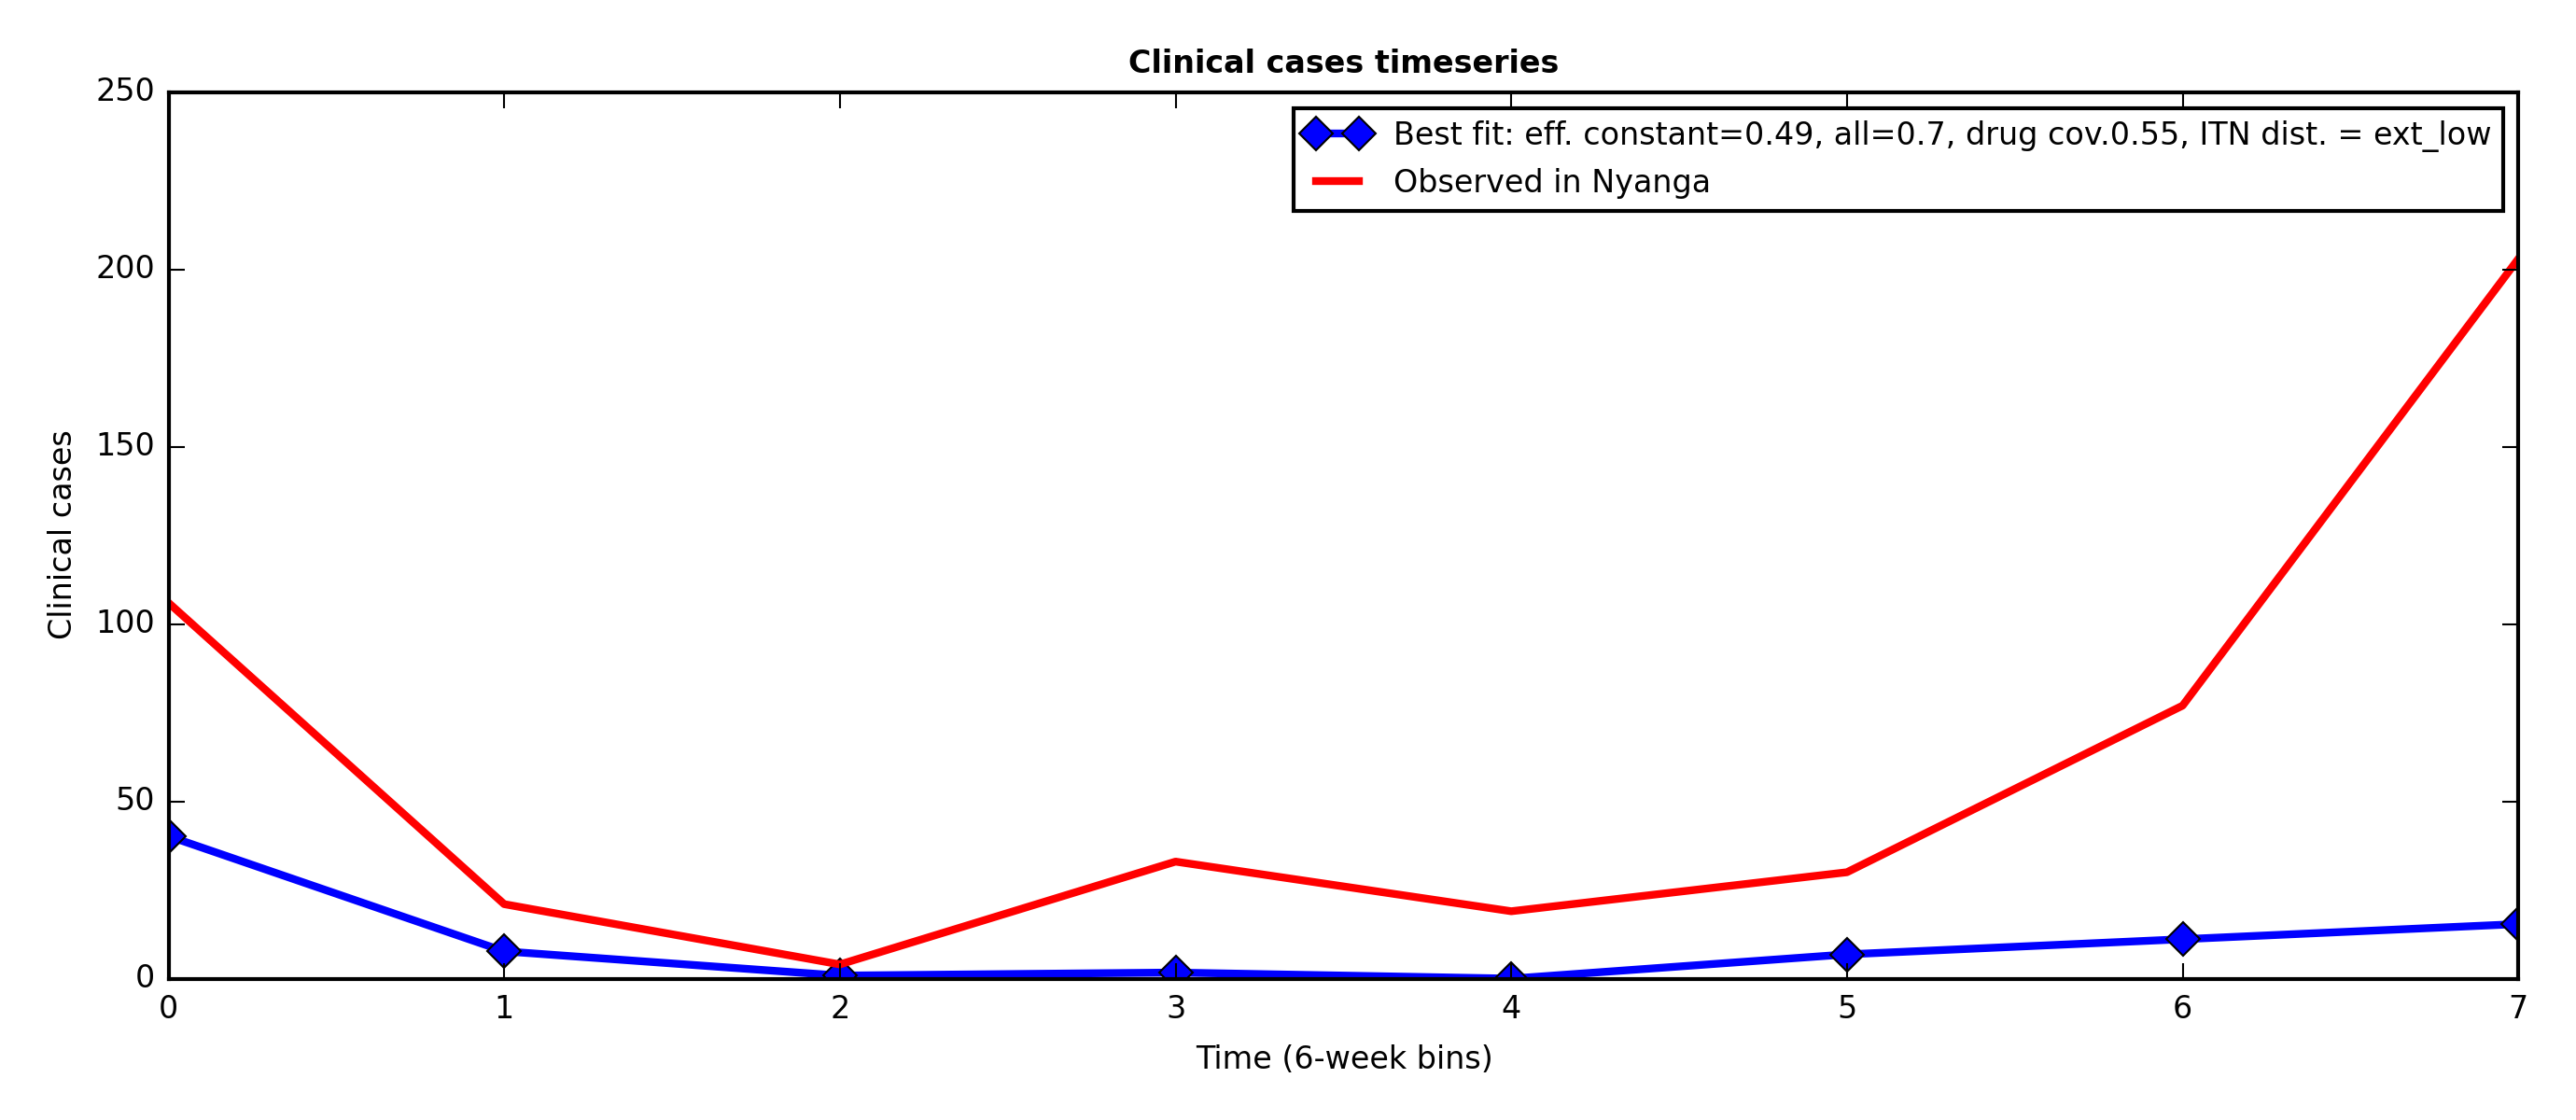 Clinical cases timeseries
250
200
150
100
50
0
Clinical cases
Best fit: eff. constant=0.49, all=0.7, drug cov.0.55, ITN dist. = ext_low
Observed in Nyanga
0 1 2 3 4 5 6 7
Time (6-week bins)